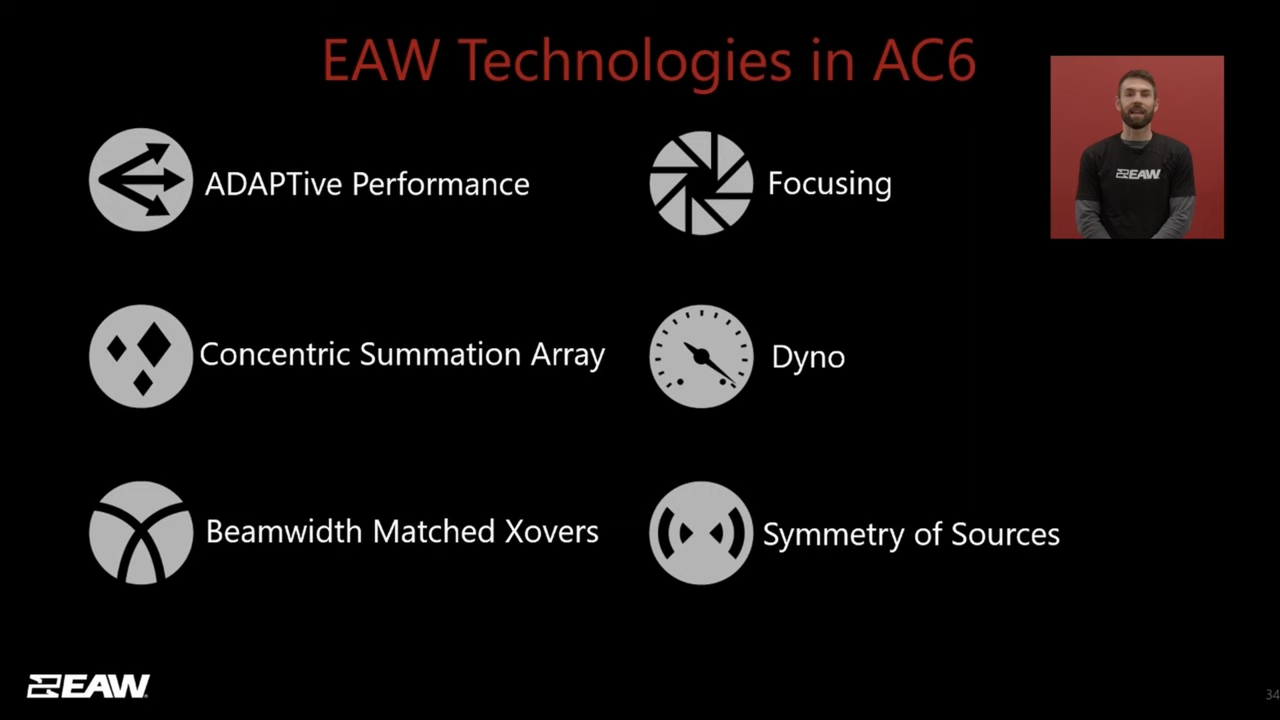 EAW Technologies in AC6
EAW
ADAPTive Performance
Focusing
Concentric Summation Array
Dyno
Beamwidth Matched Xovers
Symmetry of Sources
EAW
34